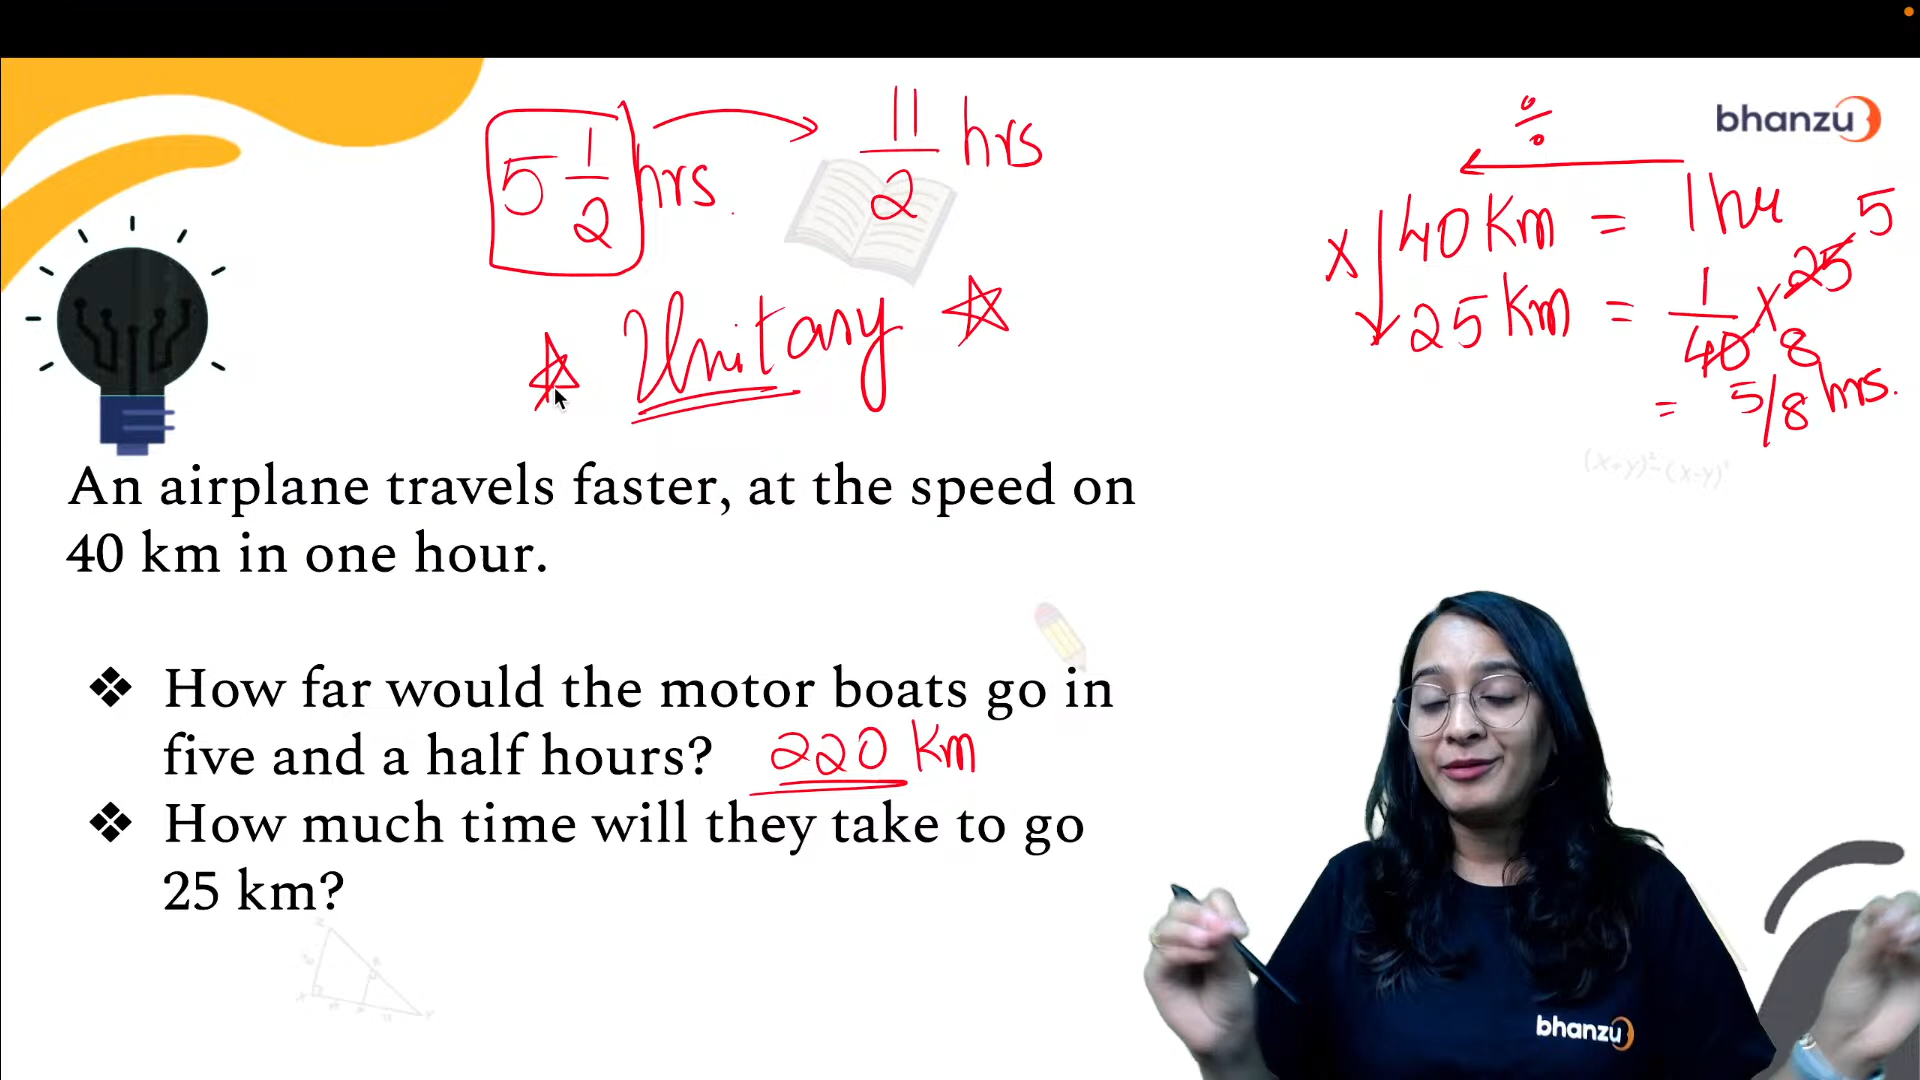 5 1/2 hrs. 11/2 hrs
÷
bhanzu
40 Km = 1 hr
x 25 Km = 1/40 x 25 5
8
= 5/8 hrs.
☆ Unitary ☆
(x+y)²-(x-y)²
An airplane travels faster, at the speed on
40 km in one hour.
❖ How far would the motor boats go in
five and a half hours? 220 Km
❖ How much time will they take to go
25 km?
bhanzu